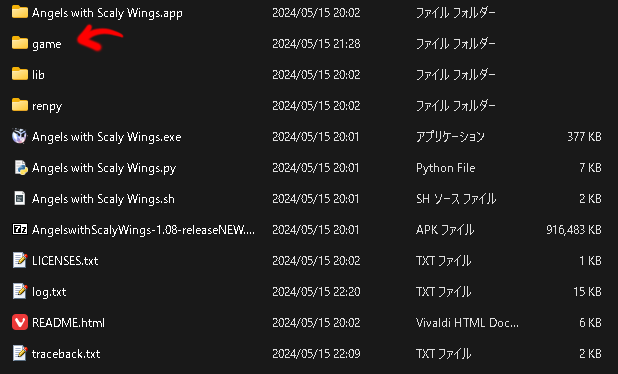 Angels with Scaly Wings.app 2024/05/15 20:02 ファイル フォルダー
game 2024/05/15 21:28 ファイル フォルダー
lib 2024/05/15 20:02 ファイル フォルダー
renpy 2024/05/15 20:02 ファイル フォルダー
Angels with Scaly Wings.exe 2024/05/15 20:01 アプリケーション 377 KB
Angels with Scaly Wings.py 2024/05/15 20:01 Python File 7 KB
Angels with Scaly Wings.sh 2024/05/15 20:01 SH ソース ファイル 2 KB
AngelswithScalyWings-1.08-releaseNEW.... 2024/05/15 20:01 APK ファイル 916,483 KB
LICENSES.txt 2024/05/15 20:02 TXT ファイル 1 KB
log.txt 2024/05/15 22:20 TXT ファイル 15 KB
README.html 2024/05/15 20:02 Vivaldi HTML Doc... 6 KB
traceback.txt 2024/05/15 22:09 TXT ファイル 2 KB